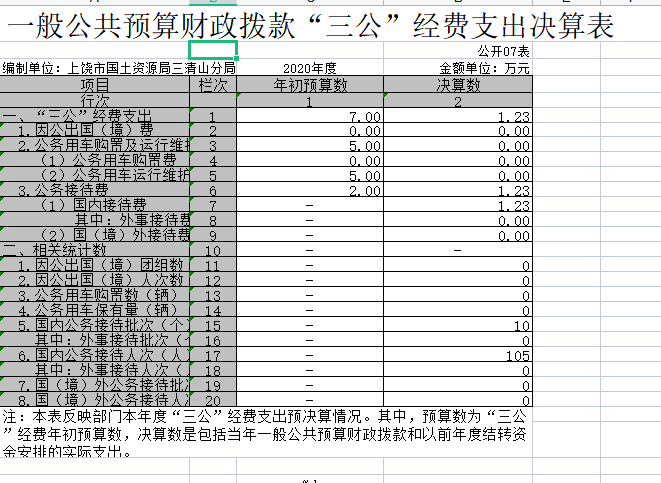 一般公共预算财政拨款“三公”经费支出决算表
公开07表
编制单位：上饶市国土资源局三清山分局 2020年度 金额单位：万元
项目 栏次 年初预算数 决算数
行次 1 2
一、“三公”经费支出 1 7.00 1.23
1.因公出国（境）费 2 0.00 0.00
2.公务用车购置及运行维 3 5.00 0.00
（1）公务用车购置费 4 0.00 0.00
（2）公务用车运行维护 5 5.00 0.00
3.公务接待费 6 2.00 1.23
（1）国内接待费 7 - 1.23
其中：外事接待费 8 - 0.00
（2）国（境）外接待费 9 - 0.00
二、相关统计数 10 - -
1.因公出国（境）团组数 11 - 0
2.因公出国（境）人次数 12 - 0
3.公务用车购置数（辆） 13 - 0
4.公务用车保有量（辆） 14 - 0
5.国内公务接待批次（个 15 - 10
其中：外事接待批次（ 16 - 0
6.国内公务接待人次（人 17 - 105
其中：外事接待人次（ 18 - 0
7.国（境）外公务接待批 19 - 0
8.国（境）外公务接待人 20 - 0
注：本表反映部门本年度“三公”经费支出预决算情况。其中，预算数为“三公
”经费年初预算数，决算数是包括当年一般公共预算财政拨款和以前年度结转资
金安排的实际支出。